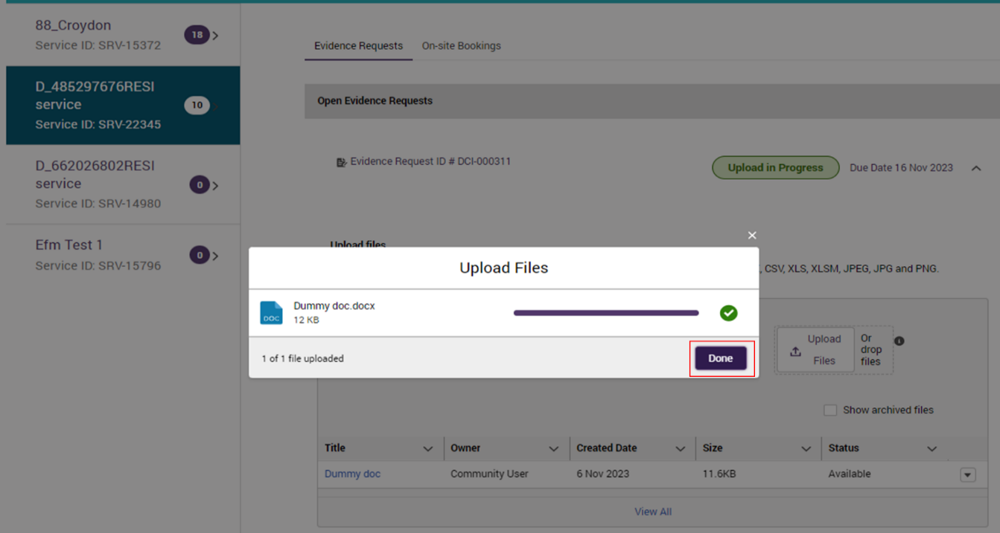 88_Croydon
18
Service ID: SRV-15372
D_485297676RESI
service
10
Service ID: SRV-22345
D_662026802RESI
service
0
Service ID: SRV-14980
Efm Test 1
0
Service ID: SRV-15796
Evidence Requests On-site Bookings
Open Evidence Requests
Evidence Request ID # DCI-000311
Upload in Progress Due Date 16 Nov 2023
Upload files
, CSV, XLS, XLSM, JPEG, JPG and PNG.
Upload Files
Dummy doc.docx
DOC
12 KB
1 of 1 file uploaded
Done
Upload
Files
Or
drop
files
Show archived files
Title Owner Created Date Size Status
Dummy doc Community User 6 Nov 2023 11.6KB Available
View All